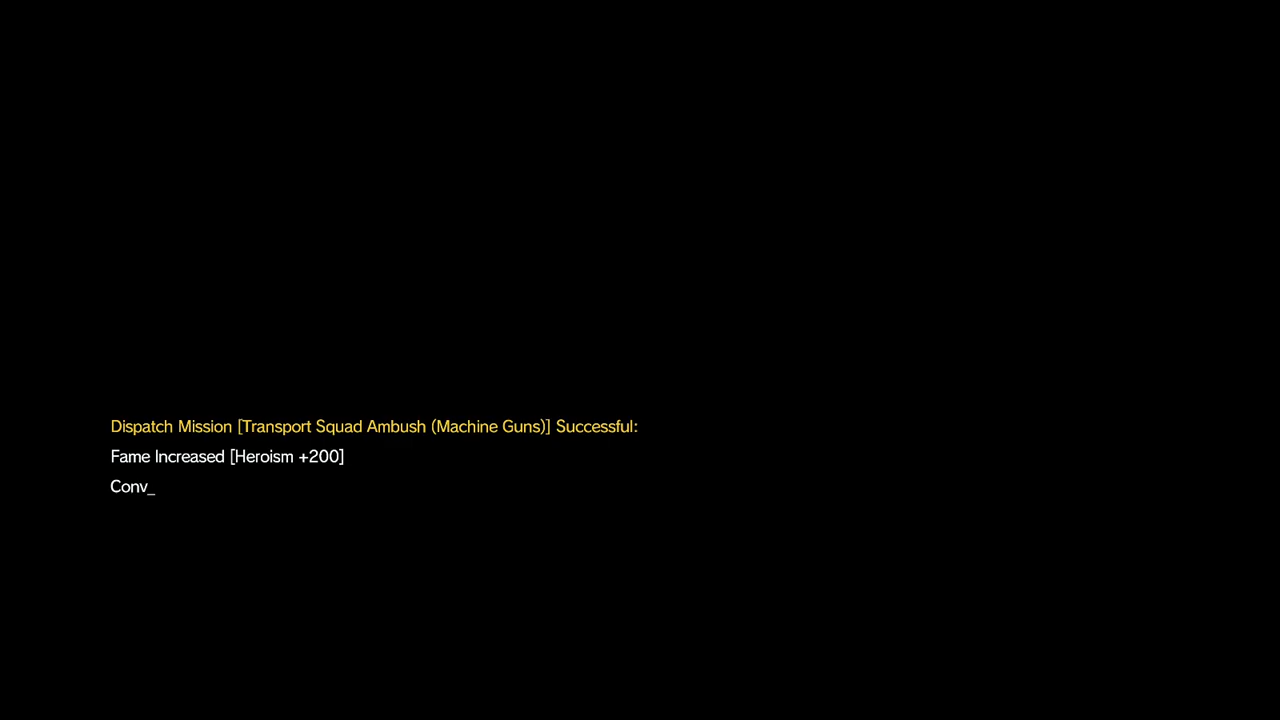 Dispatch Mission [Transport Squad Ambush (Machine Guns)] Successful:
Fame Increased [Heroism +200]
Conv_